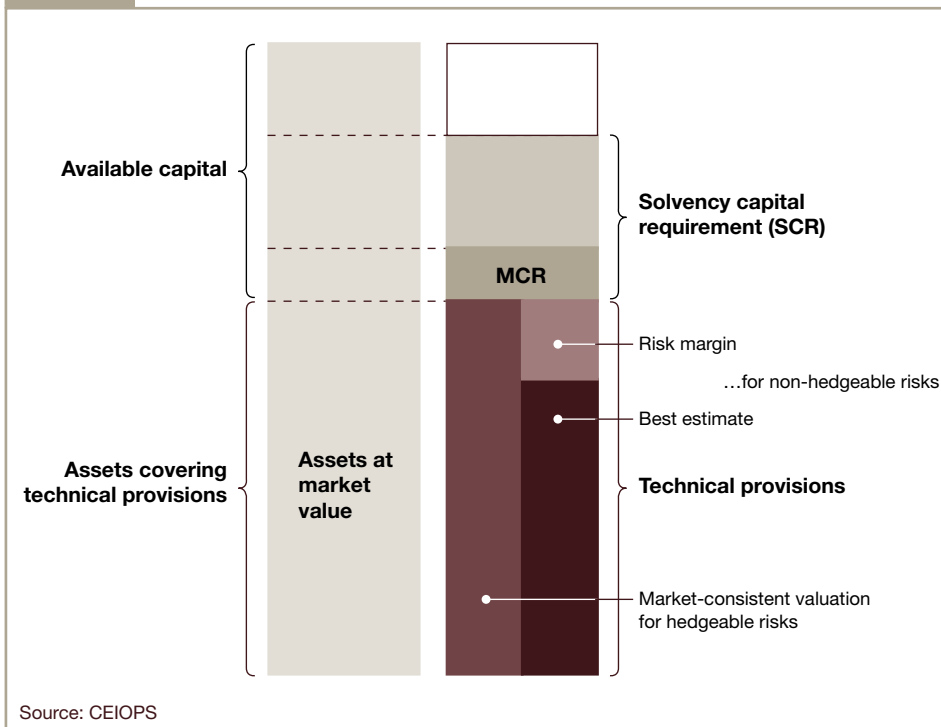 Available capital
Solvency capital
requirement (SCR)
MCR
Risk margin
…for non-hedgeable risks
Best estimate
Assets covering
technical provisions
Assets at
market
value
Technical provisions
Market-consistent valuation
for hedgeable risks
Source: CEIOPS